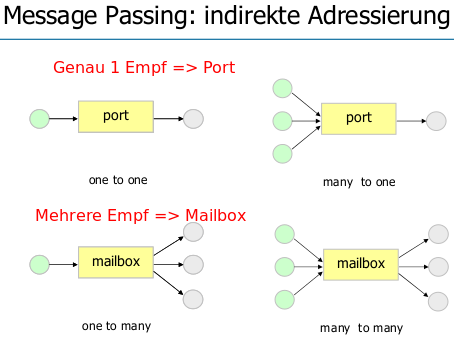 Message Passing: indirekte Adressierung
Genau 1 Empf => Port
port
port
one to one
many to one
Mehrere Empf => Mailbox
mailbox
mailbox
one to many
many to many